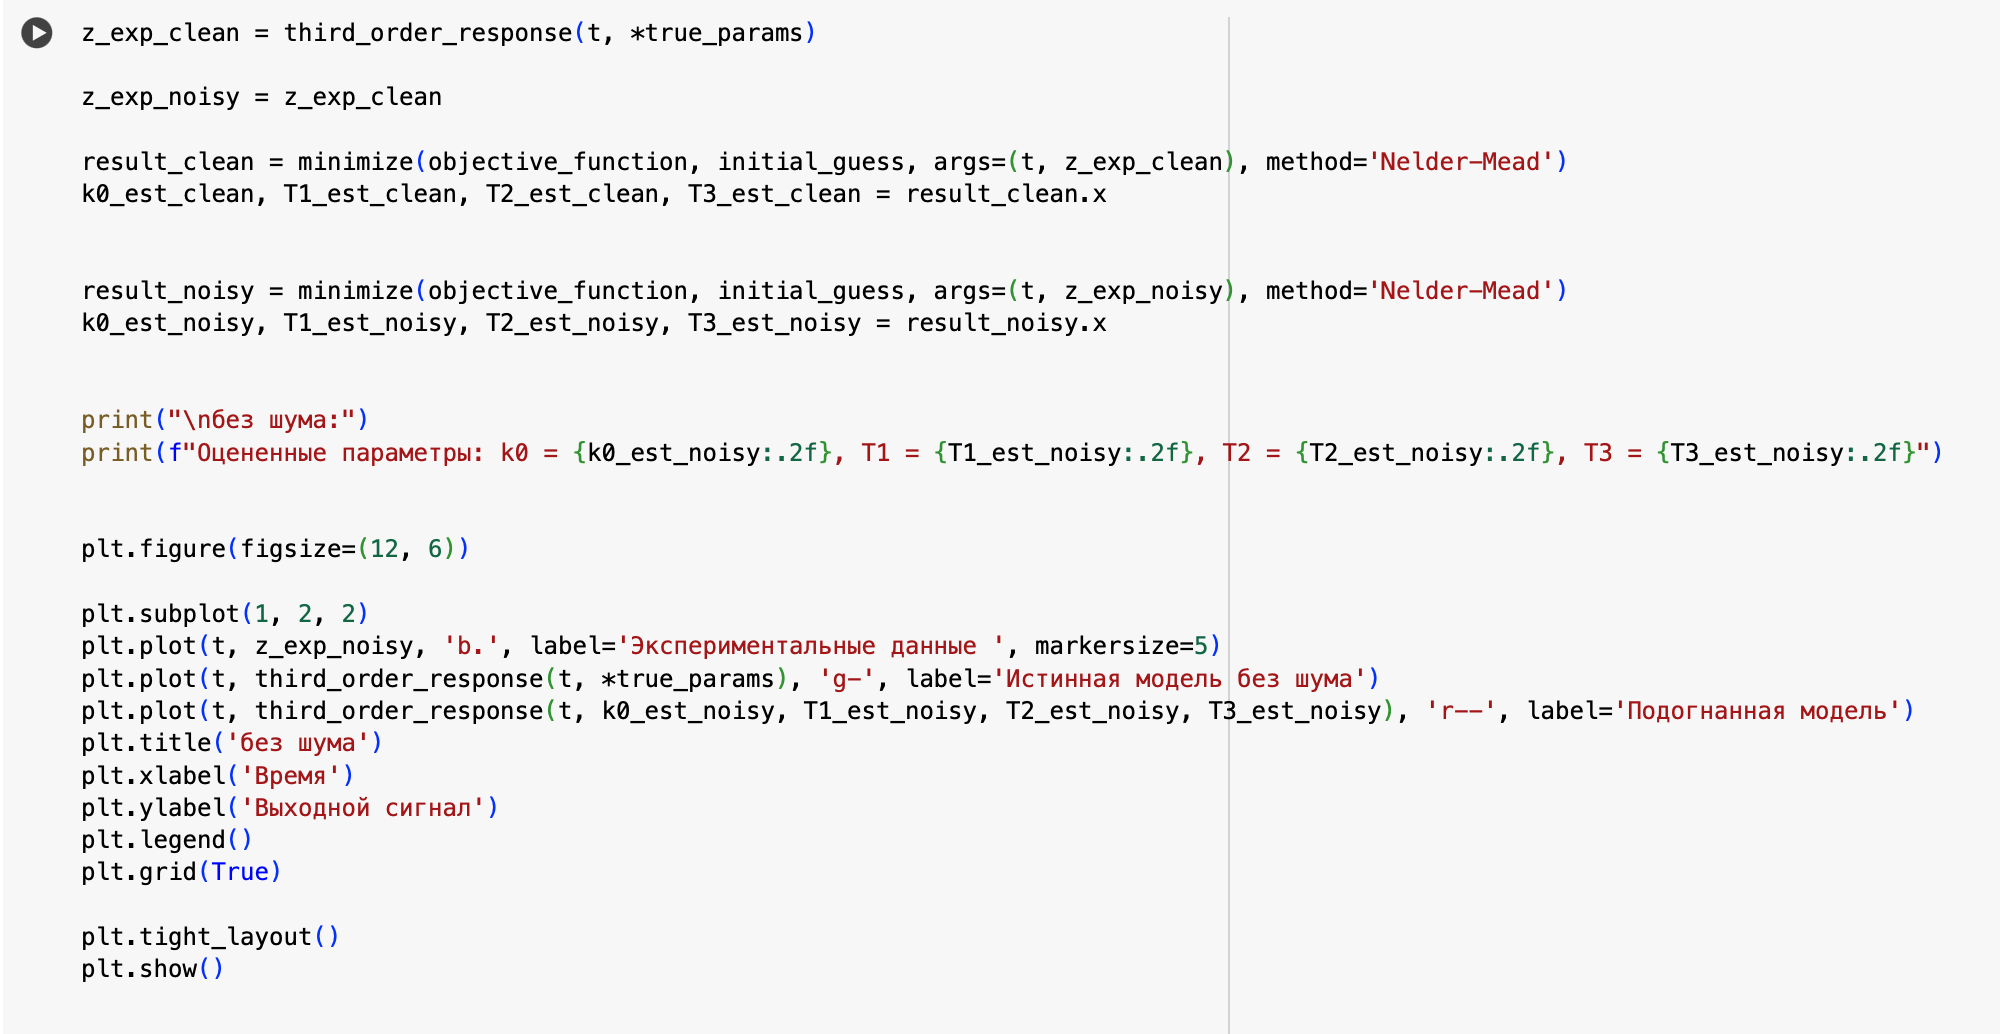 z_exp_clean = third_order_response(t, *true_params)
z_exp_noisy = z_exp_clean
result_clean = minimize(objective_function, initial_guess, args=(t, z_exp_clean), method='Nelder-Mead')
k0_est_clean, T1_est_clean, T2_est_clean, T3_est_clean = result_clean.x
result_noisy = minimize(objective_function, initial_guess, args=(t, z_exp_noisy), method='Nelder-Mead')
k0_est_noisy, T1_est_noisy, T2_est_noisy, T3_est_noisy = result_noisy.x
print("\nбез шума:")
print(f"Оцененные параметры: k0 = {k0_est_noisy:.2f}, T1 = {T1_est_noisy:.2f}, T2 = {T2_est_noisy:.2f}, T3 = {T3_est_noisy:.2f}")
plt.figure(figsize=(12, 6))
plt.subplot(1, 2, 2)
plt.plot(t, z_exp_noisy, 'b.', label='Экспериментальные данные ', markersize=5)
plt.plot(t, third_order_response(t, *true_params), 'g-', label='Истинная модель без шума')
plt.plot(t, third_order_response(t, k0_est_noisy, T1_est_noisy, T2_est_noisy, T3_est_noisy), 'r--', label='Подогнанная модель')
plt.title('без шума')
plt.xlabel('Время')
plt.ylabel('Выходной сигнал')
plt.legend()
plt.grid(True)
plt.tight_layout()
plt.show()